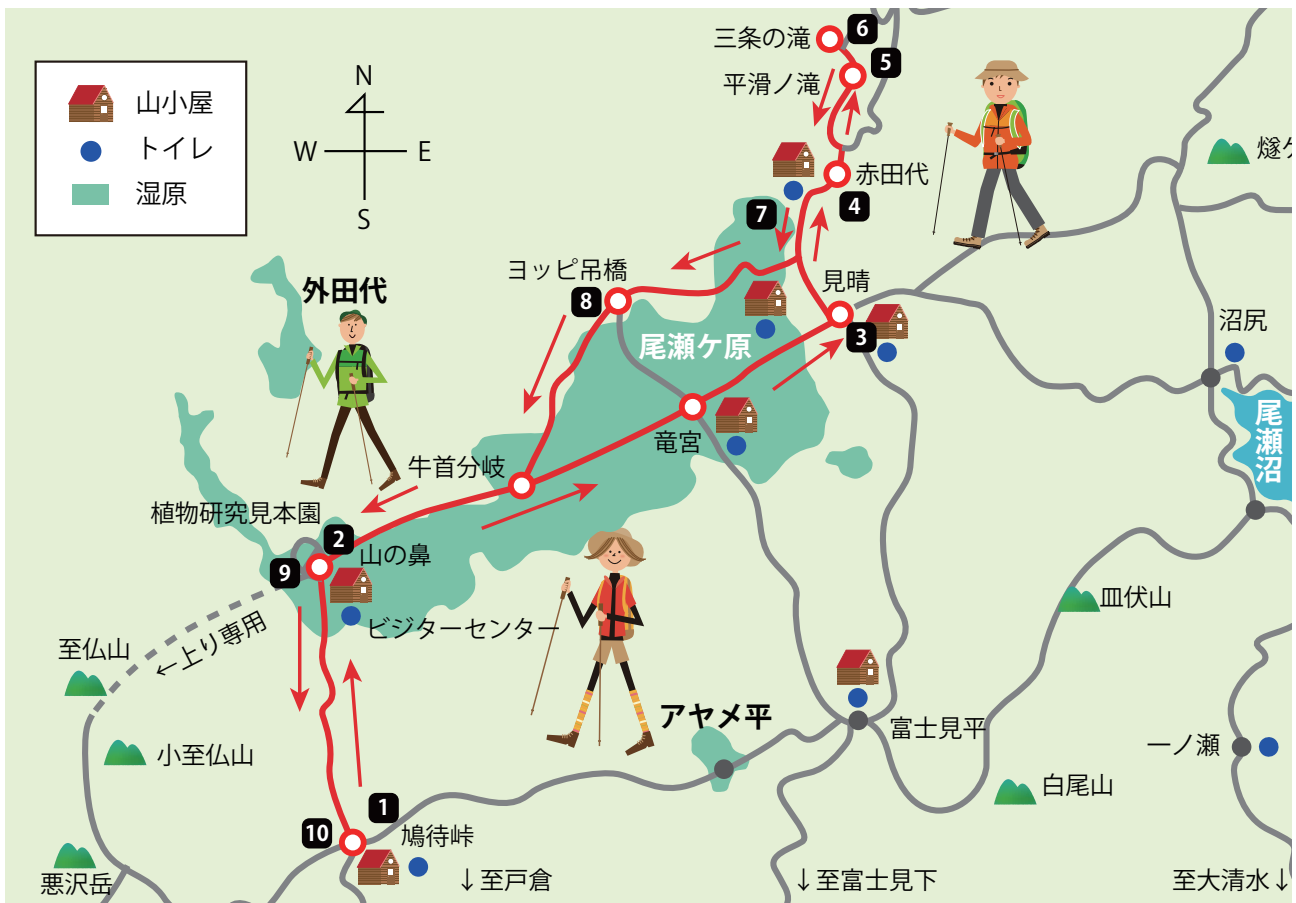 山小屋
トイレ
湿原
N
W
E
S
三条の滝
6
5
平滑ノ滝
赤田代
4
7
ヨッピ吊橋
8
見晴
3
尾瀬ケ原
竜宮
外田代
牛首分岐
植物研究見本園
2
山の鼻
9
ビジターセンター
←上り専用
至仏山
小至仏山
悪沢岳
1
10
鳩待峠
↓至戸倉
アヤメ平
富士見平
↓至富士見下
白尾山
皿伏山
沼尻
尾瀬沼
一ノ瀬
至大清水↓
燧ケ